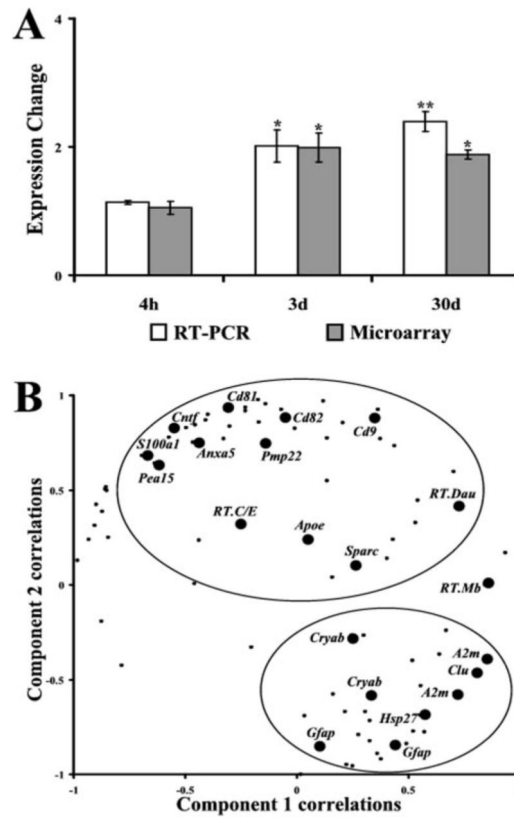 A
4
2
0
Expression Change
*
*
**
*
4h
3d
30d
RT-PCR
Microarray
B
1
0.5
0
-0.5
-1
Component 2 correlations
Cd81
Cntf
Cd82
Cd9
S100a1
Anxa5
Pmp22
Pea15
RT.Dau
RT.C/E
Apoe
Sparc
RT.Mb
Cryab
A2m
Clu
Cryab
A2m
Hsp27
Gfap
Gfap
-1
-0.5
0
0.5
Component 1 correlations